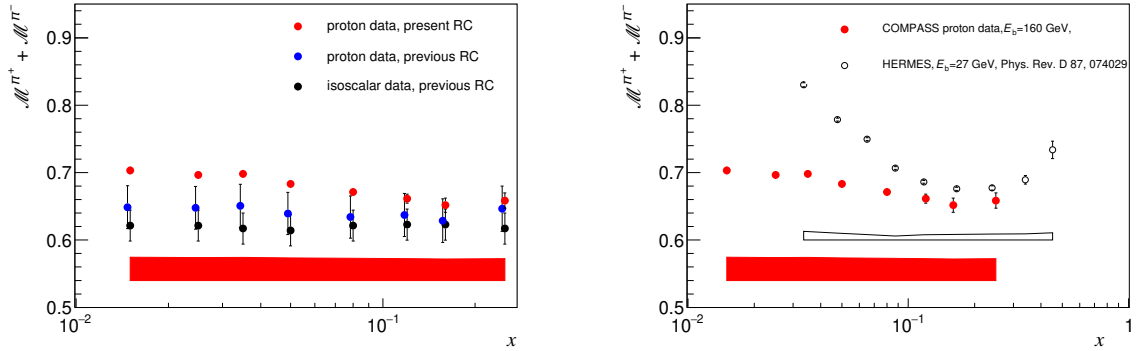 ℳ^π⁺ + ℳ^π⁻
0.9
0.8
0.7
0.6
0.5
proton data, present RC
proton data, previous RC
isoscalar data, previous RC
10⁻²
10⁻¹
x
ℳ^π⁺ + ℳ^π⁻
0.9
0.8
0.7
0.6
0.5
COMPASS proton data,E_b=160 GeV,
HERMES, E_b=27 GeV, Phys. Rev. D 87, 074029
10⁻²
10⁻¹
1
x